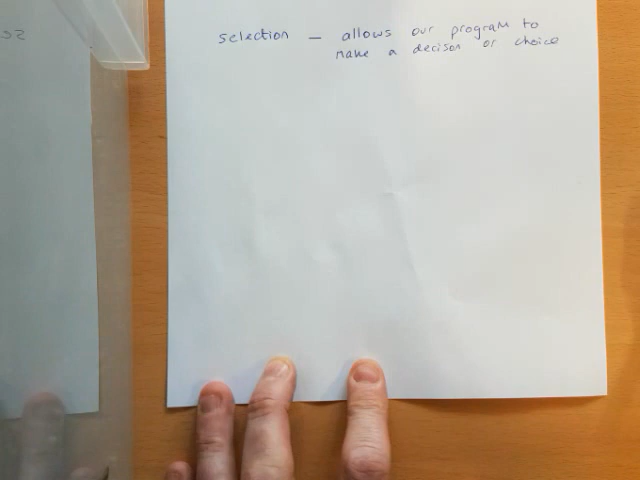 selection – allows our program to
make a decison or choice